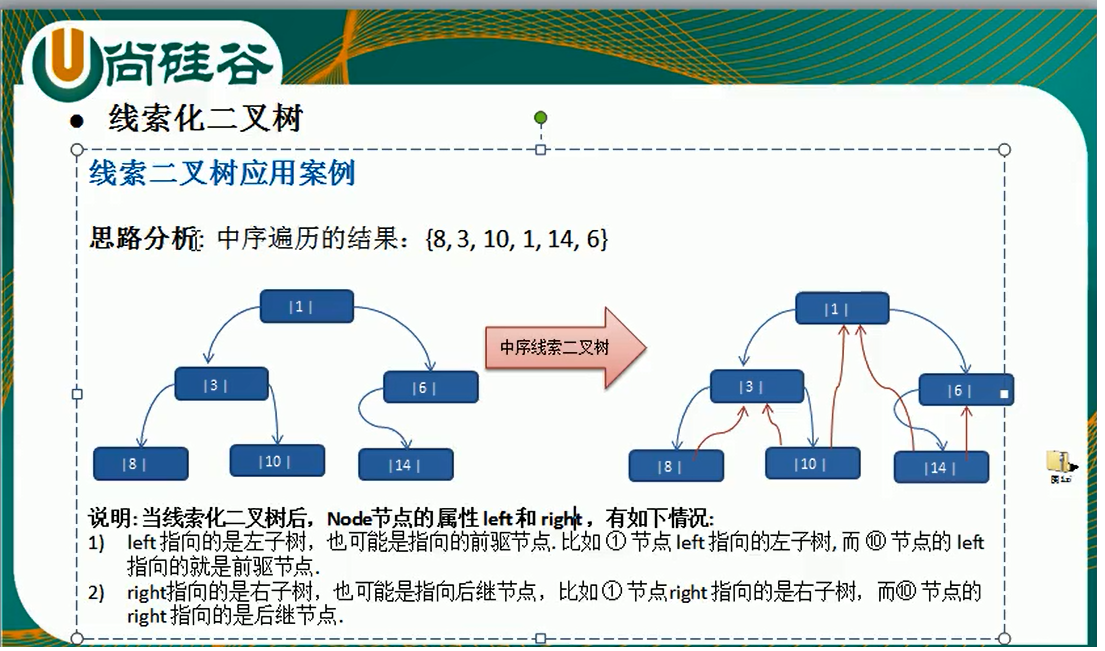 尚硅谷
● 线索化二叉树
线索二叉树应用案例
思路分析: 中序遍历的结果：{8, 3, 10, 1, 14, 6}
|1|
|1|
中序线索二叉树
|3|
|6|
|3|
|6|
|8|
|10|
|14|
|8|
|10|
|14|
说明: 当线索化二叉树后，Node节点的属性 left 和 right ，有如下情况:
1) left 指向的是左子树，也可能是指向的前驱节点. 比如 ① 节点 left 指向的左子树, 而 ⑩ 节点的 left
指向的就是前驱节点.
2) right指向的是右子树，也可能是指向后继节点，比如 ① 节点right 指向的是右子树，而⑩ 节点的
right 指向的是后继节点.